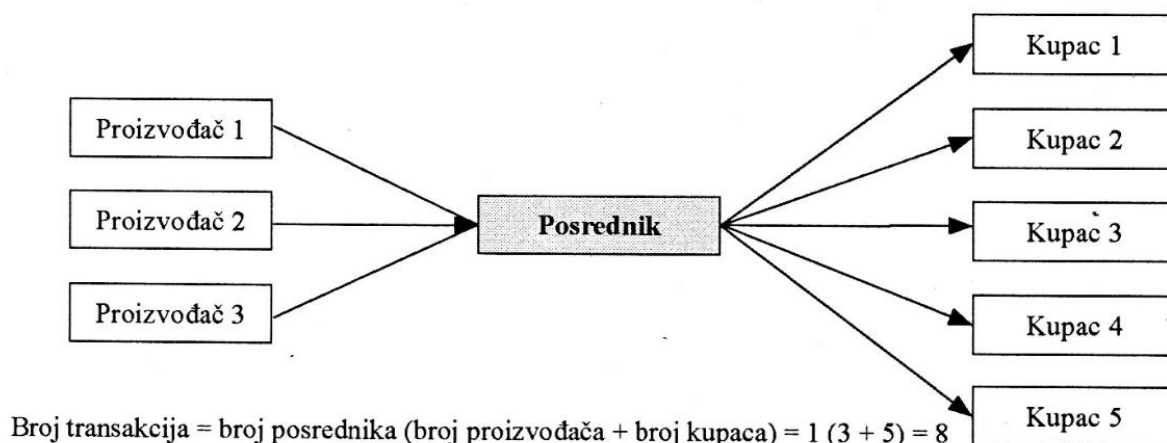 Kupac 1
Proizvođač 1
Kupac 2
Proizvođač 2
Posrednik
Kupac 3
Proizvođač 3
Kupac 4
Kupac 5
Broj transakcija = broj posrednika (broj proizvođača + broj kupaca) = 1 (3 + 5) = 8